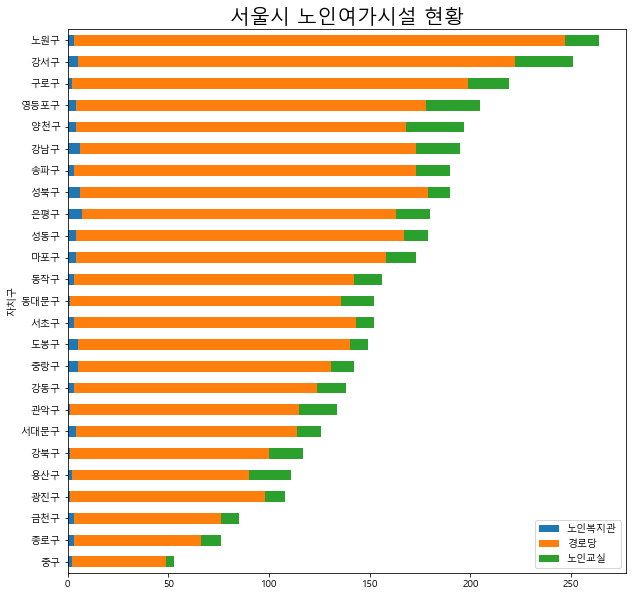 서울시 노인여가시설 현황
자치구
노원구
강서구
구로구
영등포구
양천구
강남구
송파구
성북구
은평구
성동구
마포구
동작구
동대문구
서초구
도봉구
중랑구
강동구
관악구
서대문구
강북구
용산구
광진구
금천구
종로구
중구
0 50 100 150 200 250
노인복지관
경로당
노인교실